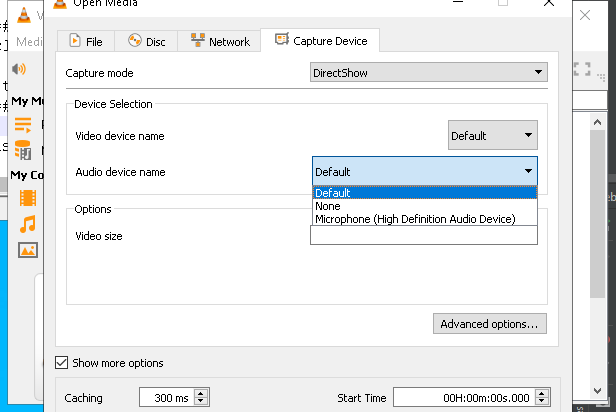 Open Media
Medi
File
Disc
Network
Capture Device
Capture mode
DirectShow
My Mu
Device Selection
Video device name
Default
Audio device name
Default
My Co
Default
None
Microphone (High Definition Audio Device)
Options
Video size
Advanced options...
Show more options
Caching
300 ms
Start Time
00H:00m:00s.000